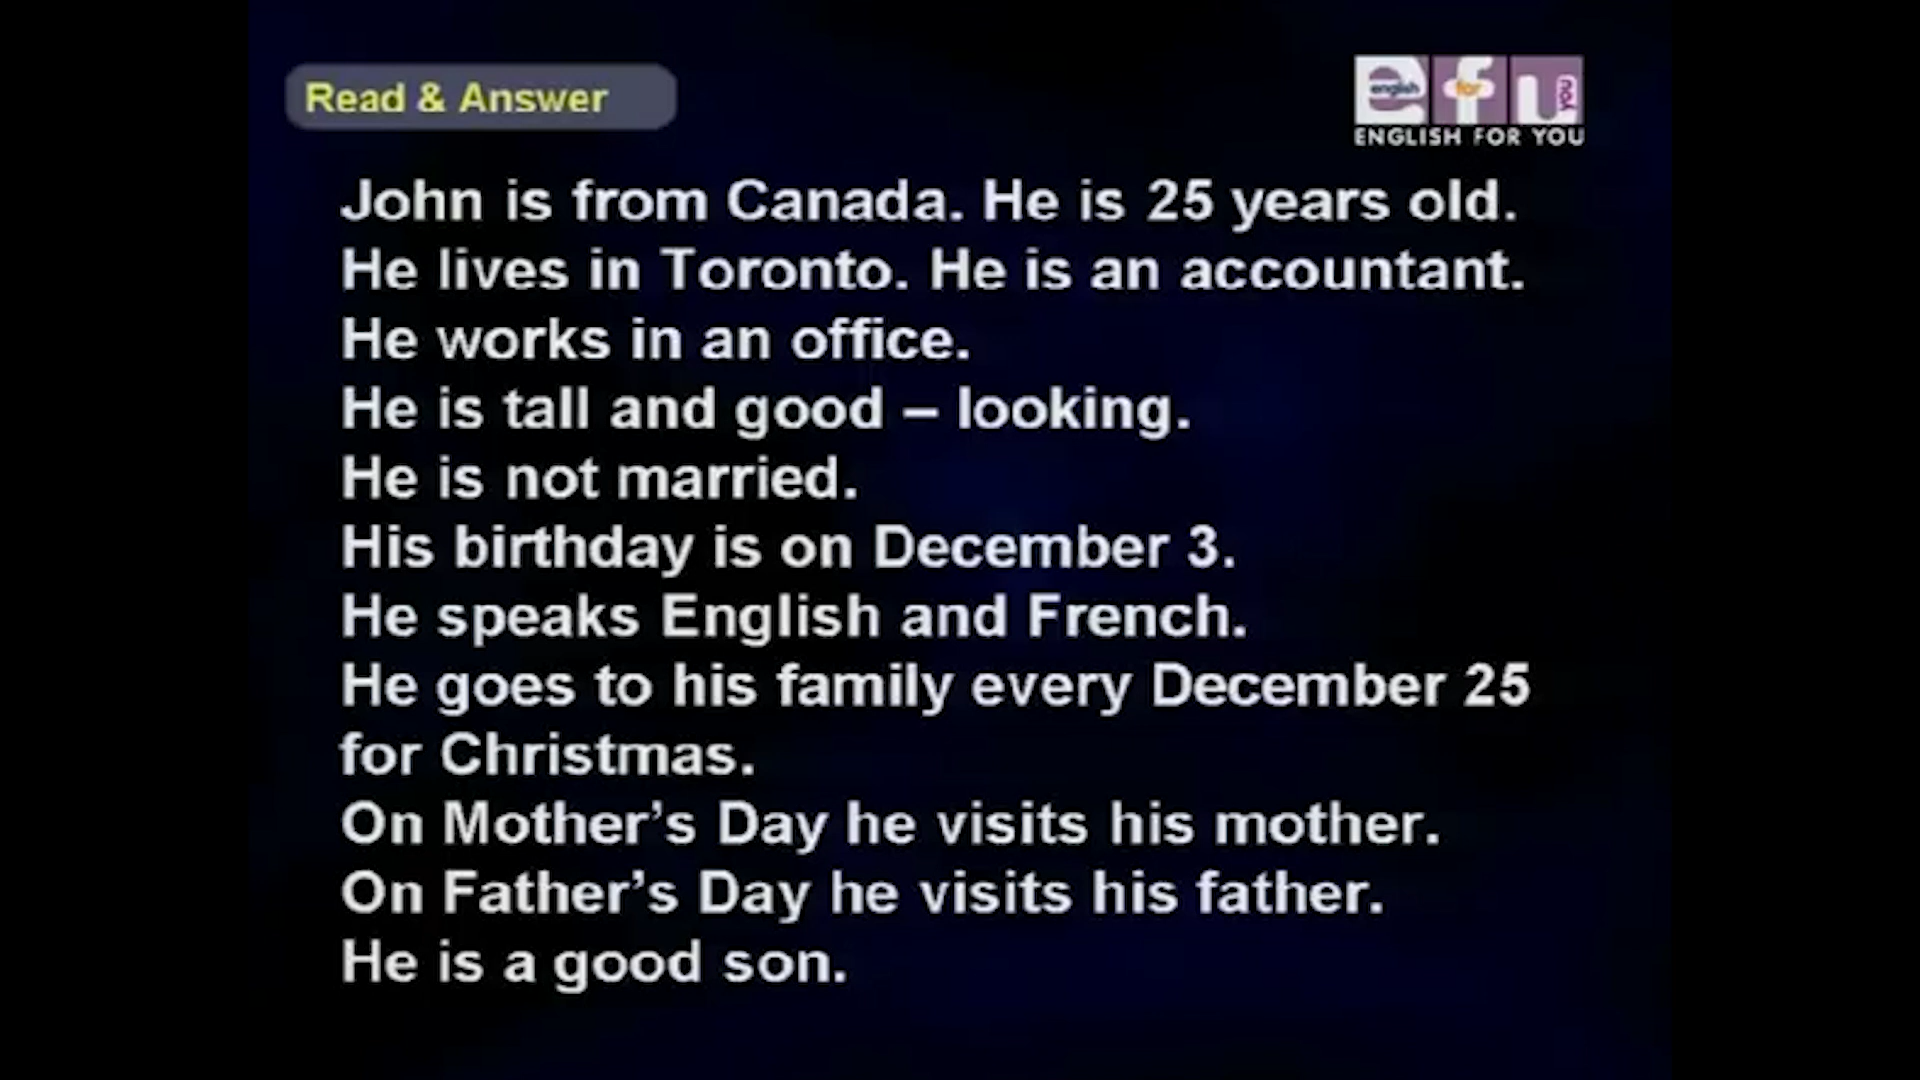 Read & Answer
english for you
ENGLISH FOR YOU
John is from Canada. He is 25 years old.
He lives in Toronto. He is an accountant.
He works in an office.
He is tall and good – looking.
He is not married.
His birthday is on December 3.
He speaks English and French.
He goes to his family every December 25
for Christmas.
On Mother’s Day he visits his mother.
On Father’s Day he visits his father.
He is a good son.